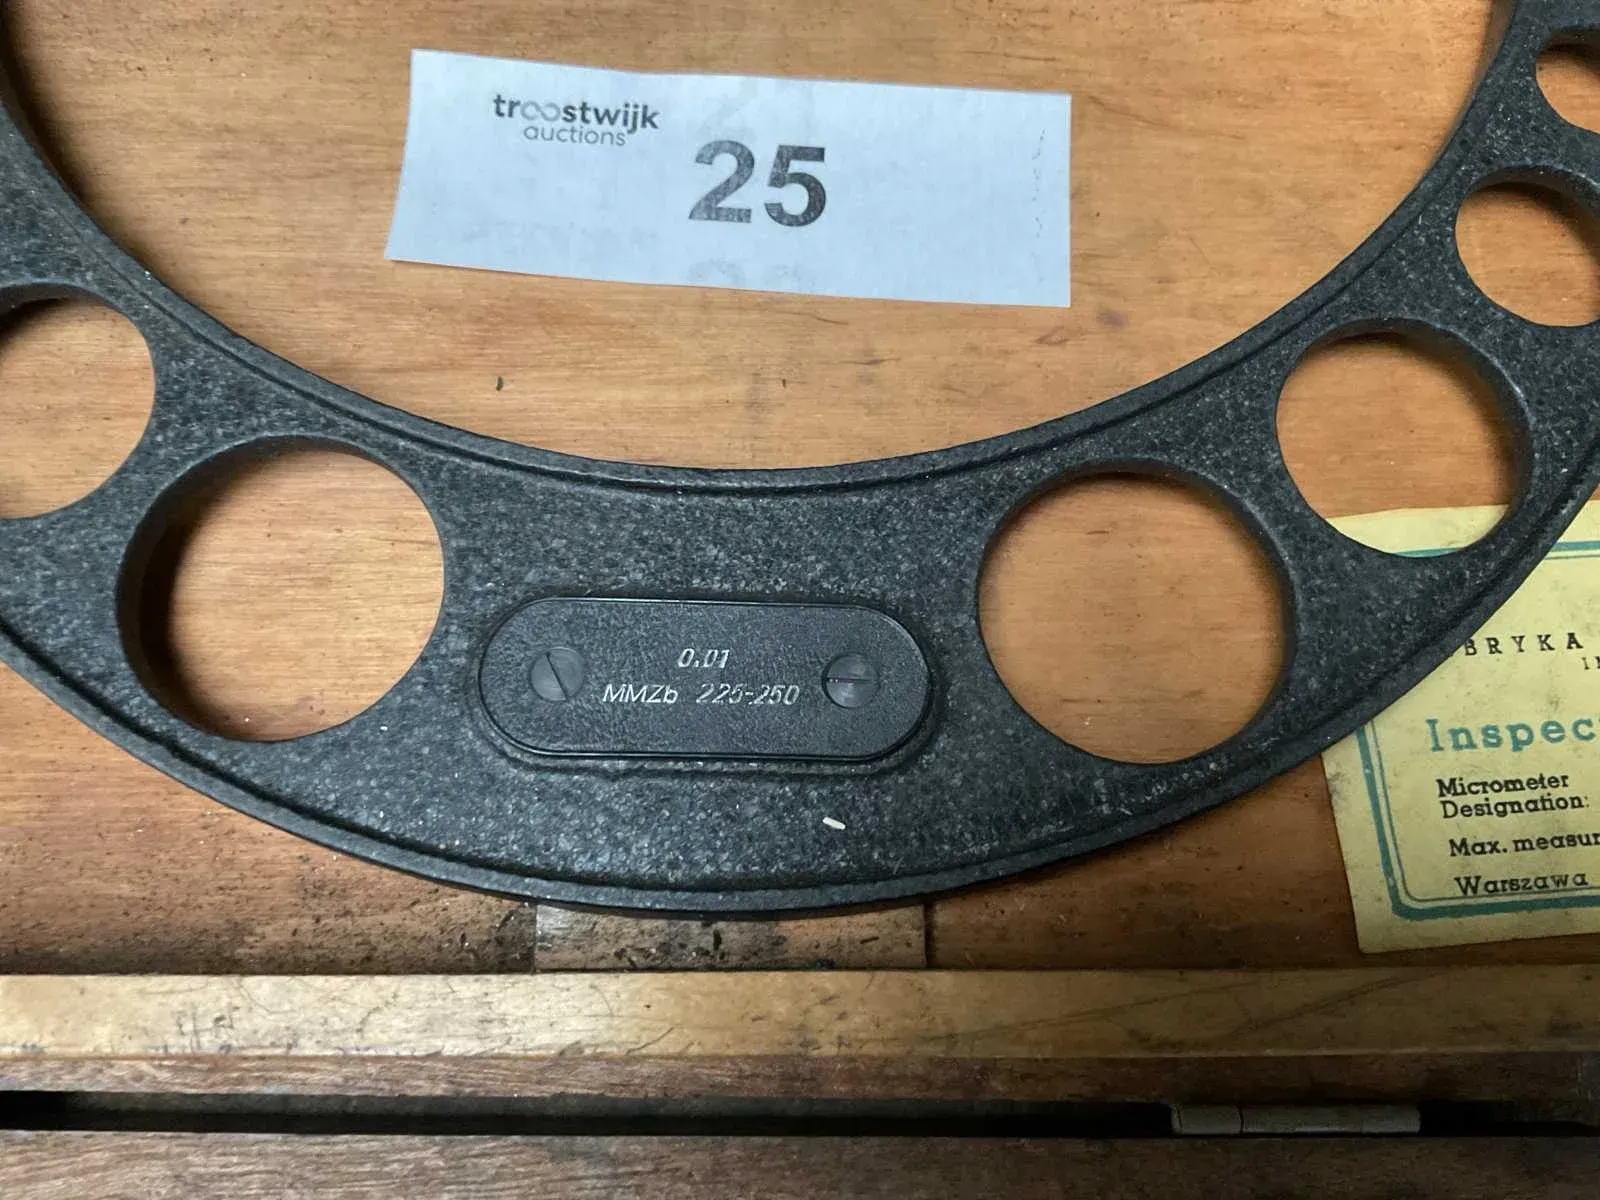 troostwijk
auctions
25
0.01
MMZb 225-250
BRYKA
Inspec
Micrometer
Designation:
Max. measur
Warszawa